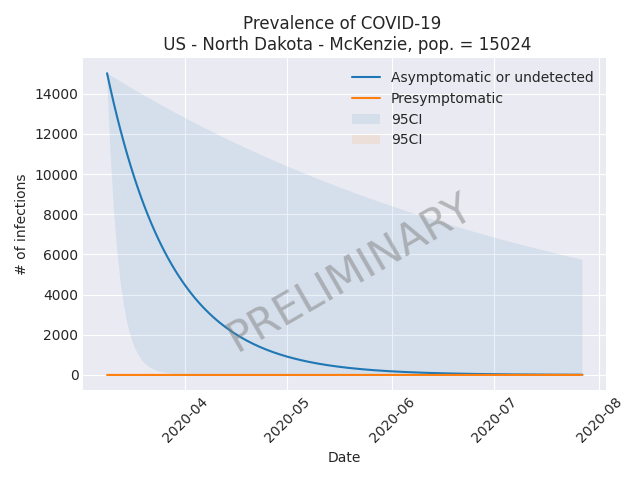 Prevalence of COVID-19
US - North Dakota - McKenzie, pop. = 15024
Asymptomatic or undetected
Presymptomatic
95CI
95CI
14000
12000
10000
8000
6000
4000
2000
0
# of infections
PRELIMINARY
2020-04
2020-05
2020-06
2020-07
2020-08
Date